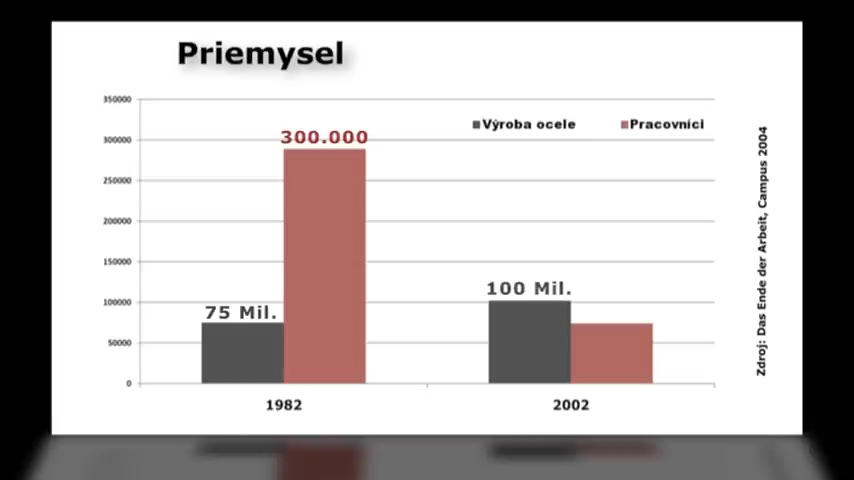 Priemysel
350000
300000
250000
200000
150000
100000
50000
0
Výroba ocele
Pracovníci
300.000
75 Mil.
100 Mil.
1982
2002
Zdroj: Das Ende der Arbeit, Campus 2004